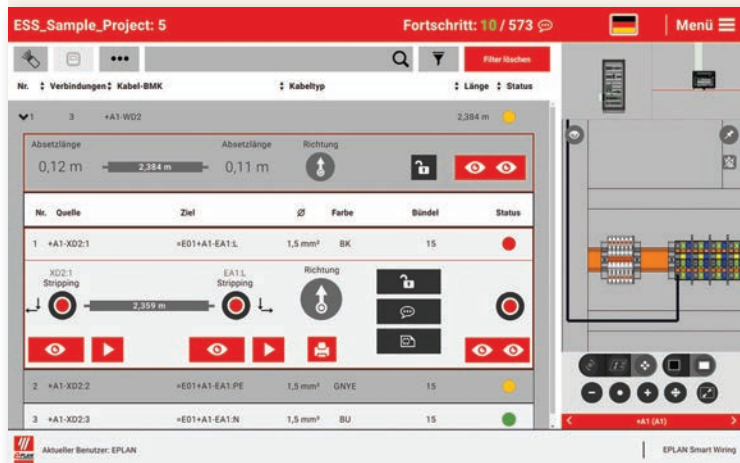 ESS_Sample_Project: 5 Fortschritt: 10 / 573 Menü
Filter löschen
Nr. Verbindungen Kabel-BMK Kabeltyp Länge Status
1 3 +A1-WD2 2,384 m
Absetzlänge Absetzlänge Richtung
0,12 m 2,384 m 0,11 m
Nr. Quelle Ziel Ø Farbe Bündel Status
1 +A1-XD2:1 =E01+A1-EA1:L 1,5 mm² BK 15
XD2:1 EA1:L Richtung
Stripping Stripping
2,359 m
2 +A1-XD2:2 =E01+A1-EA1:PE 1,5 mm² GNYE 15
3 +A1-XD2:3 =E01+A1-EA1:N 1,5 mm² BU 15
+A1 (A1)
EPLAN Aktueller Benutzer: EPLAN EPLAN Smart Wiring